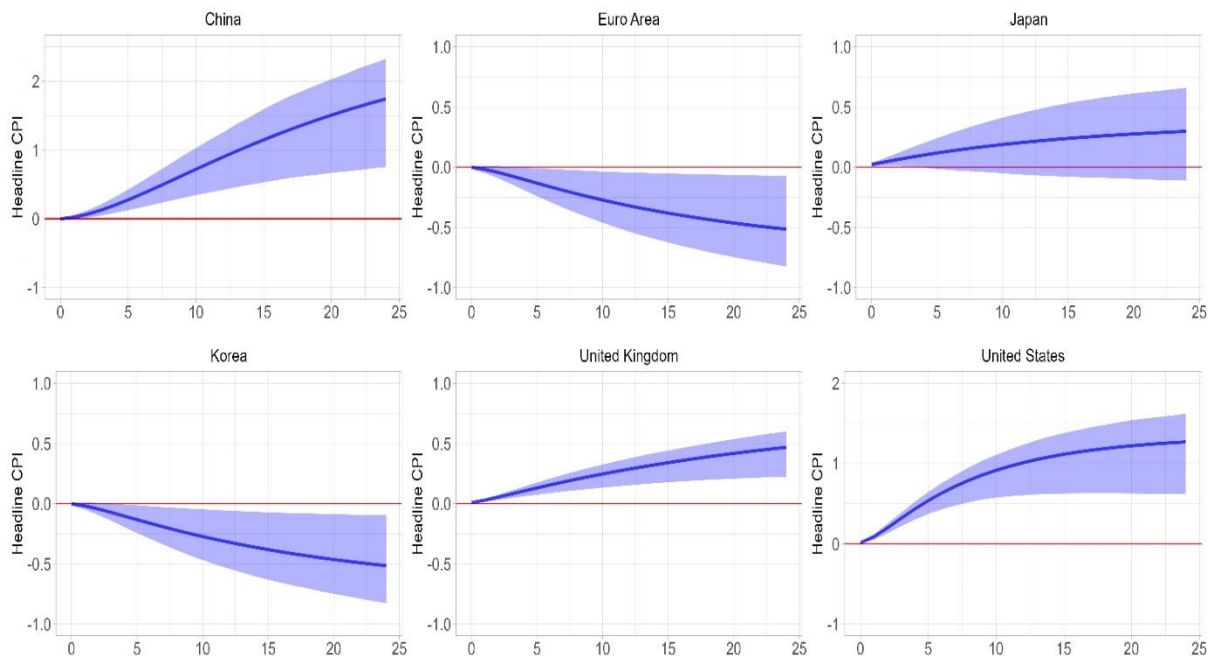 China
Headline CPI
2
1
0
-1
0 5 10 15 20 25
Euro Area
Headline CPI
1.0
0.5
0.0
-0.5
-1.0
0 5 10 15 20 25
Japan
Headline CPI
1.0
0.5
0.0
-0.5
-1.0
0 5 10 15 20 25
Korea
Headline CPI
1.0
0.5
0.0
-0.5
-1.0
0 5 10 15 20 25
United Kingdom
Headline CPI
1.0
0.5
0.0
-0.5
-1.0
0 5 10 15 20 25
United States
Headline CPI
2
1
0
-1
0 5 10 15 20 25